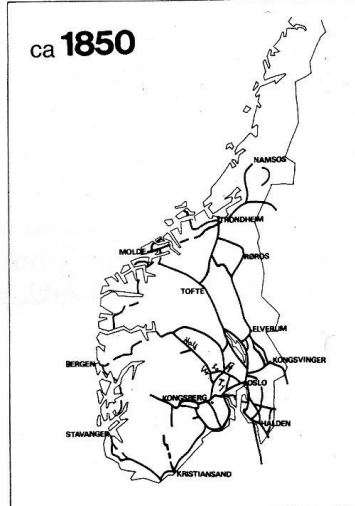 ca 1850
NAMSOS
TRONDHEIM
MOLDE
RØROS
TOFTE
ELVERUM
BERGEN
KONGSVINGER
OSLO
KONGSBERG
HALDEN
STAVANGER
KRISTIANSAND